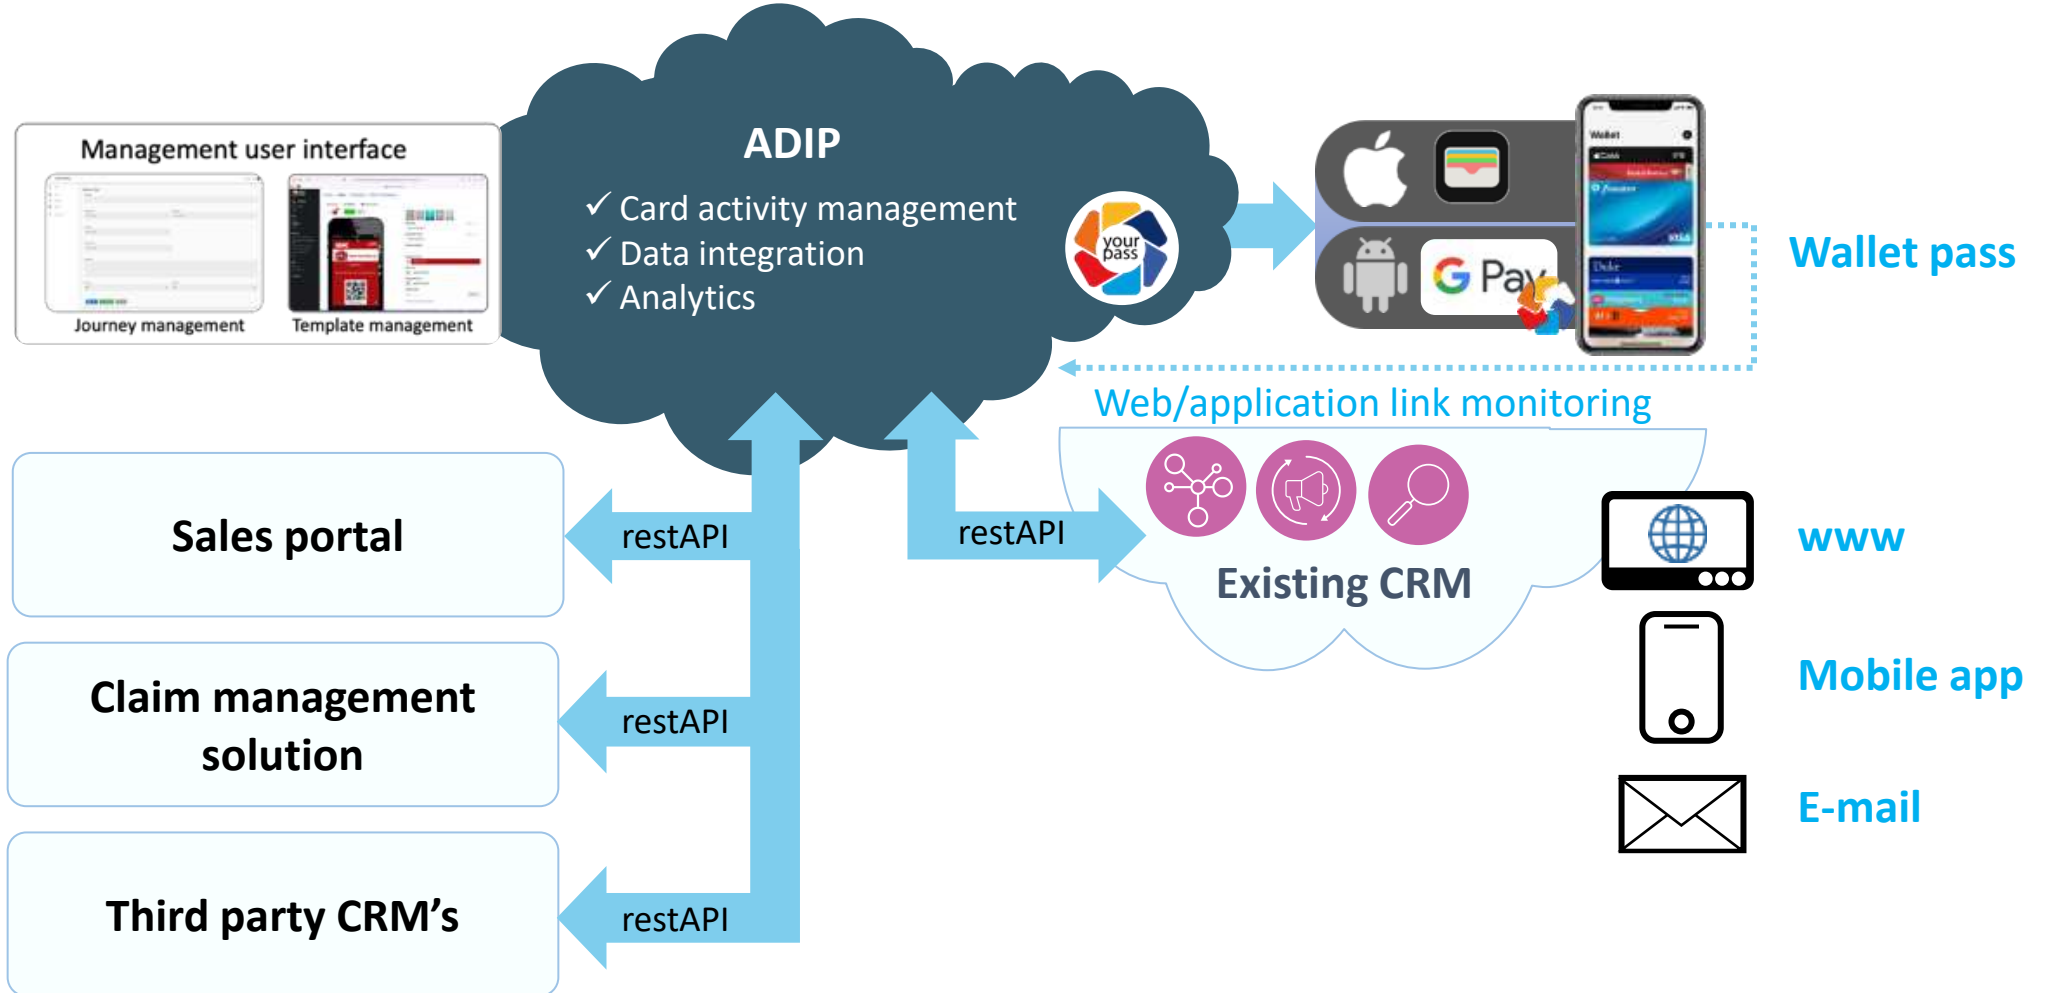 Management user interface
Journey management
Template management
ADIP
✓ Card activity management
✓ Data integration
✓ Analytics
your
pass
G Pay
Wallet
Duke
Wallet pass
Web/application link monitoring
Sales portal
restAPI
restAPI
Existing CRM
www
Claim management
solution
restAPI
Mobile app
E-mail
Third party CRM's
restAPI